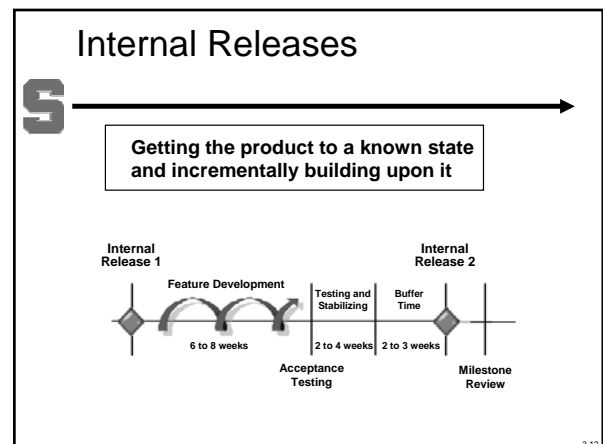 Internal Releases
S
Getting the product to a known state
and incrementally building upon it
Internal
Release 1
Internal
Release 2
Feature Development
Testing and
Stabilizing
Buffer
Time
6 to 8 weeks
2 to 4 weeks
2 to 3 weeks
Acceptance
Testing
Milestone
Review